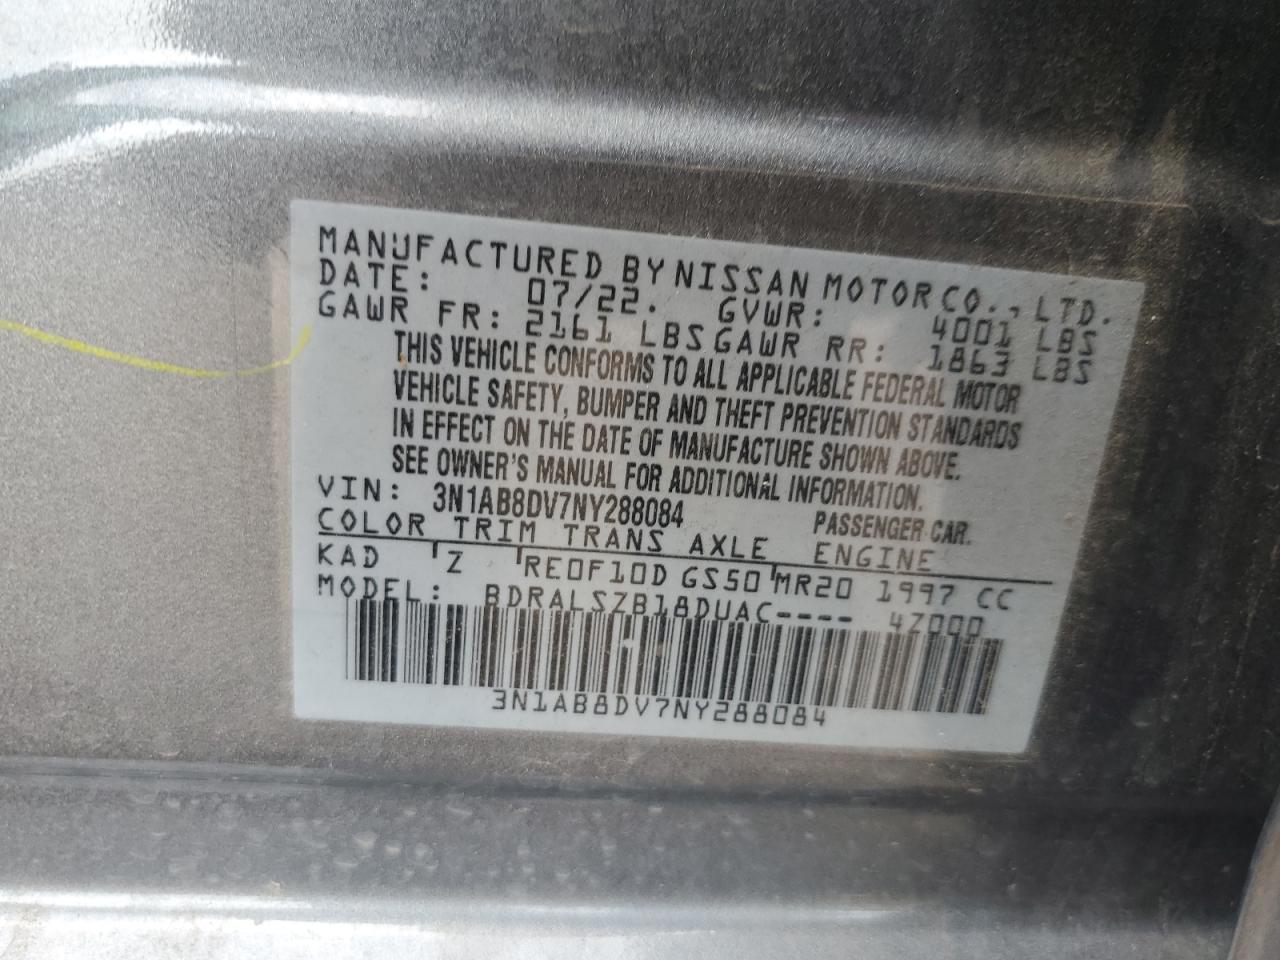 MANUFACTURED BY NISSAN MOTOR CO., LTD.
DATE: 07/22. GVWR: 4001 LBS
GAWR FR: 2161 LBS GAWR RR: 1863 LBS
THIS VEHICLE CONFORMS TO ALL APPLICABLE FEDERAL MOTOR
VEHICLE SAFETY, BUMPER AND THEFT PREVENTION STANDARDS
IN EFFECT ON THE DATE OF MANUFACTURE SHOWN ABOVE.
SEE OWNER'S MANUAL FOR ADDITIONAL INFORMATION.
VIN: 3N1AB8DV7NY288084 PASSENGER CAR.
COLOR TRIM TRANS AXLE ENGINE
KAD Z RE0F10D GS50 MR20 1997 CC
MODEL: BDRALSZB18DUAC---- 4Z000
3N1AB8DV7NY288084